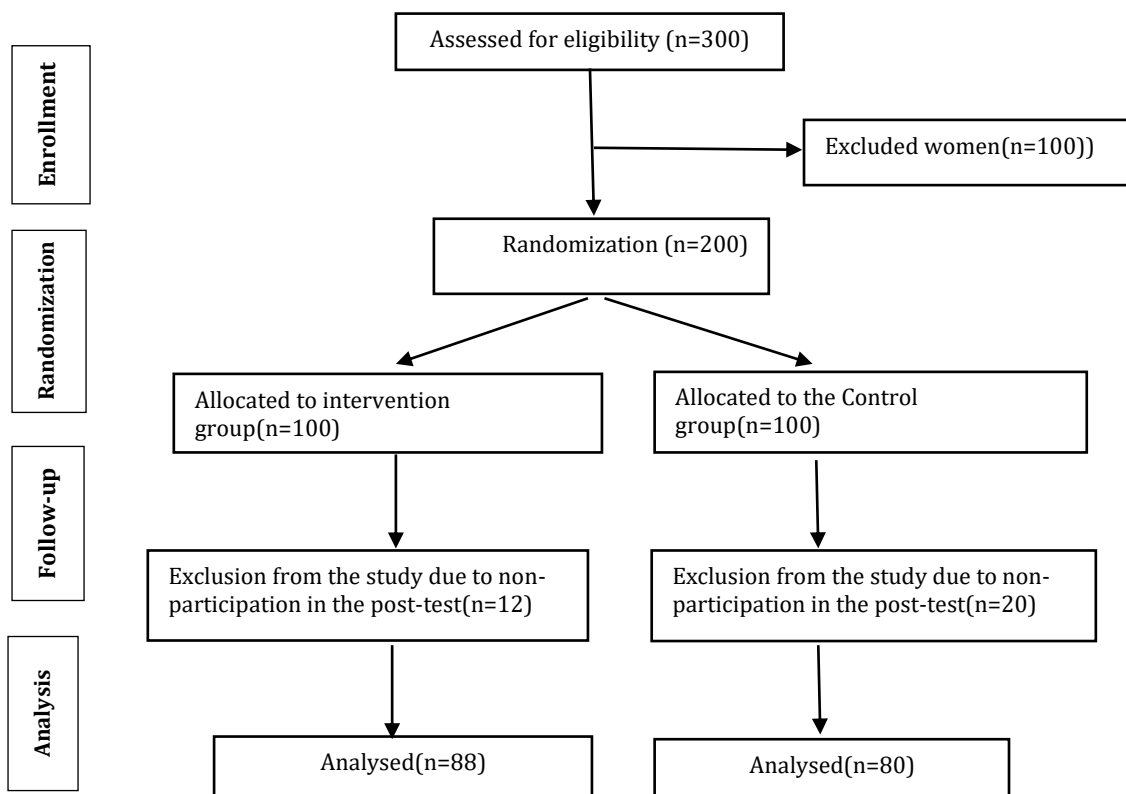 Assessed for eligibility (n=300)
Enrollment
Excluded women(n=100))
Randomization (n=200)
Randomization
Allocated to intervention
group(n=100)
Allocated to the Control
group(n=100)
Follow-up
Exclusion from the study due to non-
participation in the post-test(n=12)
Exclusion from the study due to non-
participation in the post-test(n=20)
Analysis
Analysed(n=88)
Analysed(n=80)